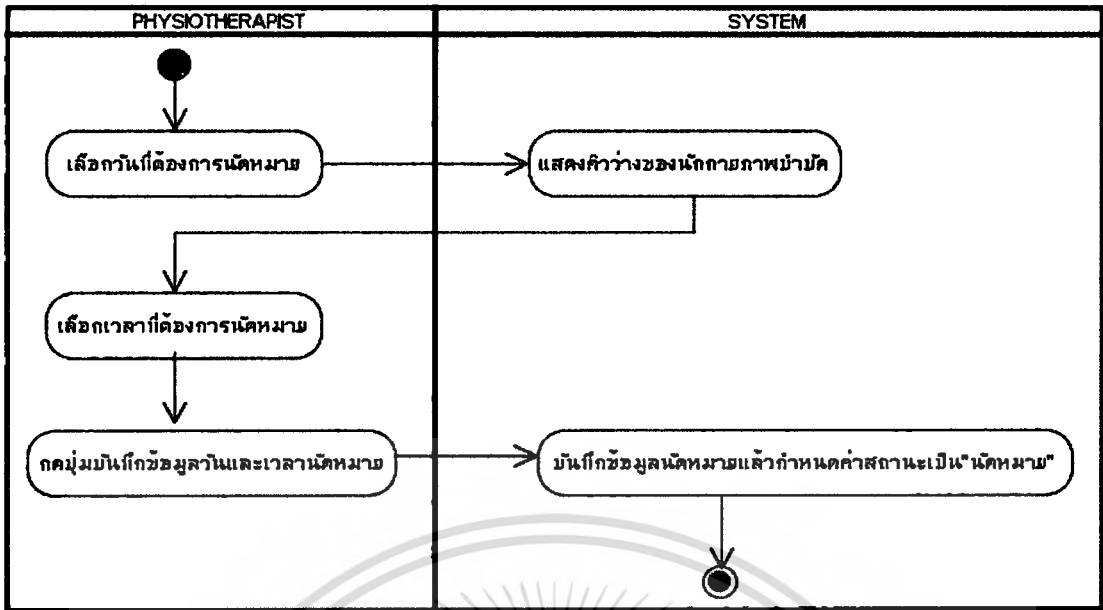 PHYSIOTHERAPIST
SYSTEM
เลือกวันที่ต้องการนัดหมาย
แสดงคิวว่างของนักกายภาพบำบัด
เลือกเวลาที่ต้องการนัดหมาย
กดปุ่มบันทึกข้อมูลวันและเวลานัดหมาย
บันทึกข้อมูลนัดหมายแล้วกำหนดค่าสถานะเป็น"นัดหมาย"